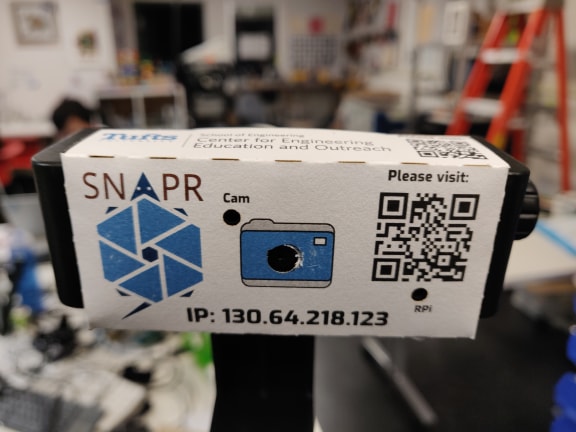 Tufts
School of Engineering
Center for Engineering
Education and Outreach
SNAPR
Cam
Please visit:
RPi
IP: 130.64.218.123